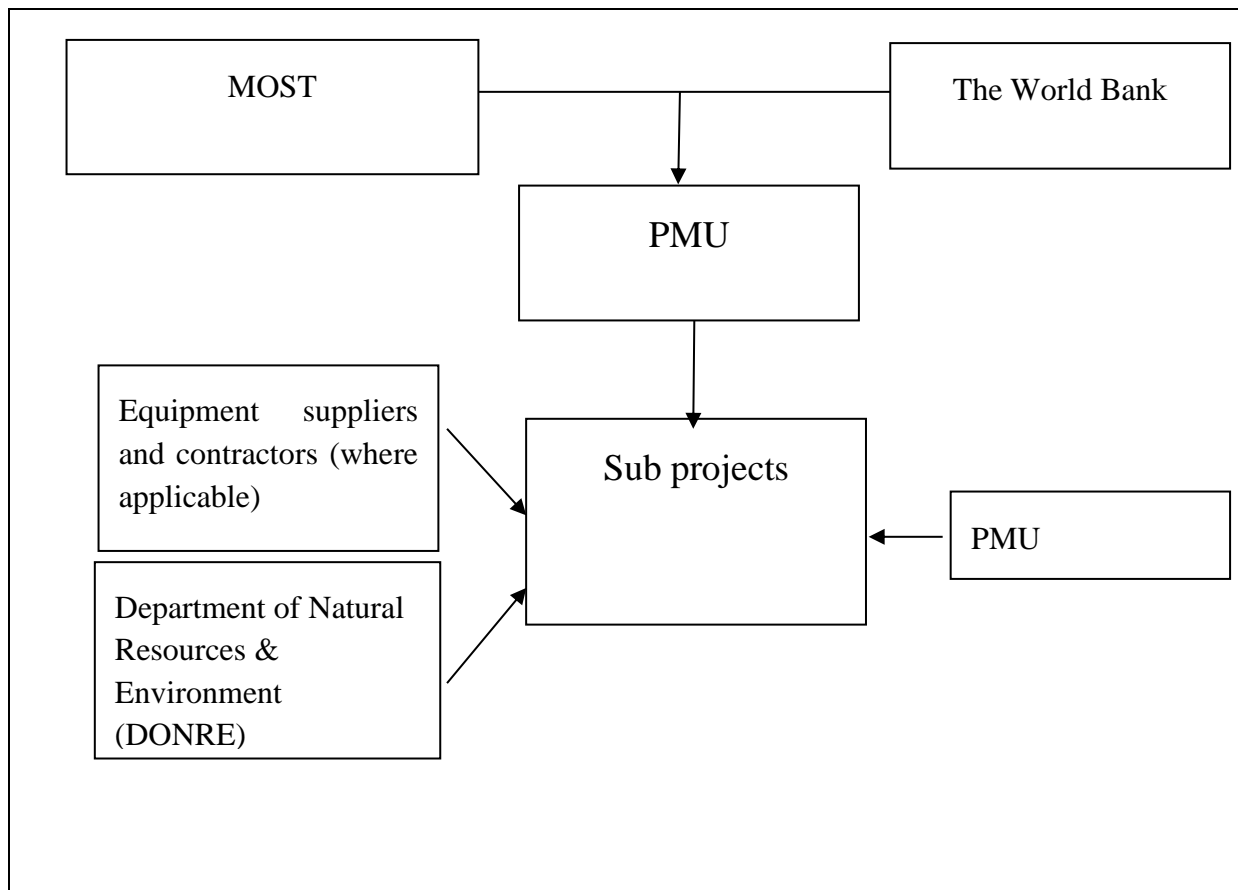 MOST
The World Bank
PMU
Equipment suppliers
and contractors (where
applicable)
Sub projects
PMU
Department of Natural
Resources &
Environment
(DONRE)